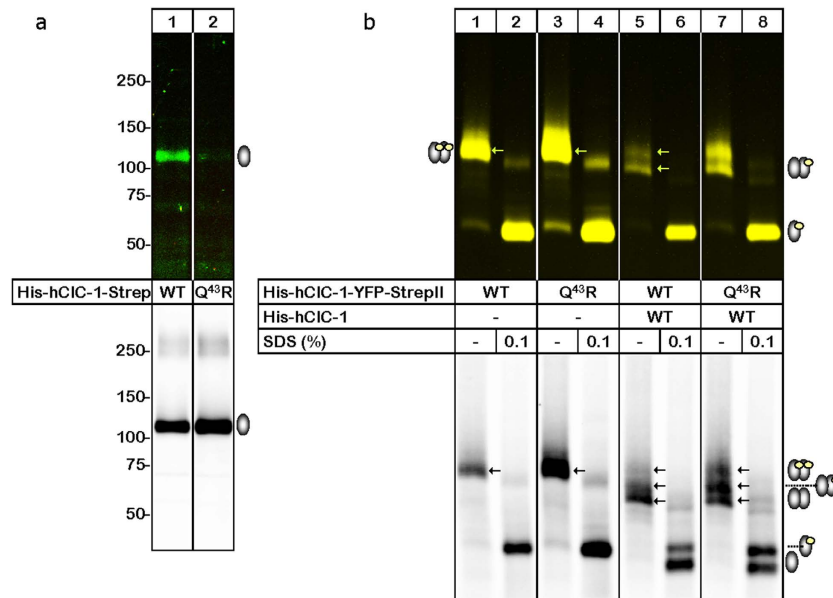 a
b
1 2
1 2 3 4 5 6 7 8
250-
150-
100-
75-
50-
His-hClC-1-Strep WT Q⁴³R
His-hClC-1-YFP-StrepII WT Q⁴³R WT Q⁴³R
His-hClC-1 - - WT WT
SDS (%) - 0.1 - 0.1 - 0.1 - 0.1
250-
150-
100-
75-
50-